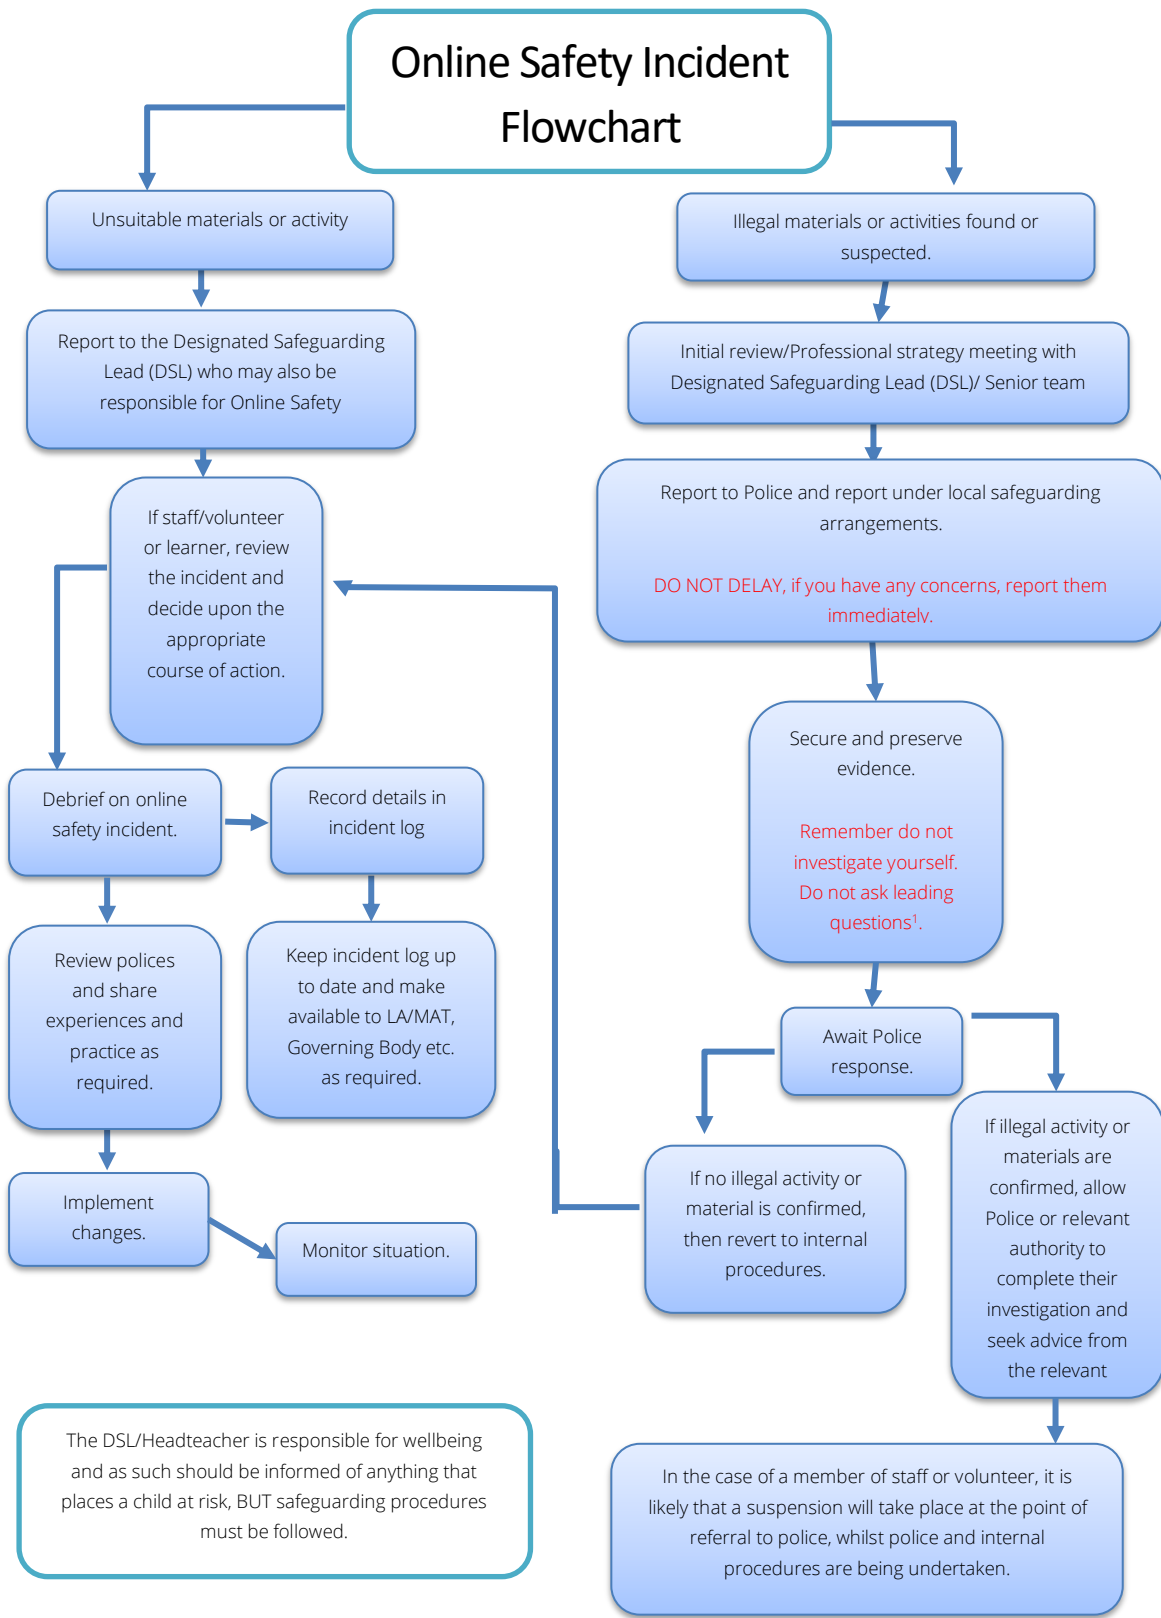 Online Safety Incident
Flowchart
Unsuitable materials or activity
Report to the Designated Safeguarding
Lead (DSL) who may also be
responsible for Online Safety
If staff/volunteer
or learner, review
the incident and
decide upon the
appropriate
course of action.
Debrief on online
safety incident.
Record details in
incident log
Review polices
and share
experiences and
practice as
required.
Keep incident log up
to date and make
available to LA/MAT,
Governing Body etc.
as required.
Implement
changes.
Monitor situation.
The DSL/Headteacher is responsible for wellbeing
and as such should be informed of anything that
places a child at risk, BUT safeguarding procedures
must be followed.
Illegal materials or activities found or
suspected.
Initial review/Professional strategy meeting with
Designated Safeguarding Lead (DSL)/ Senior team
Report to Police and report under local safeguarding
arrangements.
DO NOT DELAY, if you have any concerns, report them
immediately.
Secure and preserve
evidence.
Remember do not
investigate yourself.
Do not ask leading
questions¹.
Await Police
response.
If no illegal activity or
material is confirmed,
then revert to internal
procedures.
If illegal activity or
materials are
confirmed, allow
Police or relevant
authority to
complete their
investigation and
seek advice from
the relevant
In the case of a member of staff or volunteer, it is
likely that a suspension will take place at the point of
referral to police, whilst police and internal
procedures are being undertaken.